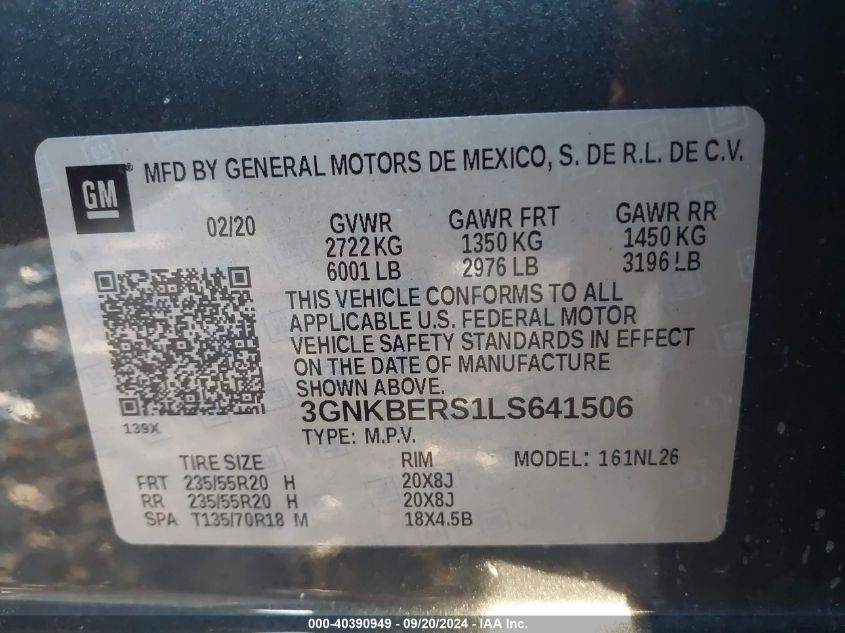 GM®
MFD BY GENERAL MOTORS DE MEXICO, S. DE R.L. DE C.V.
02/20 GVWR GAWR FRT GAWR RR
2722 KG 1350 KG 1450 KG
6001 LB 2976 LB 3196 LB
THIS VEHICLE CONFORMS TO ALL
APPLICABLE U.S. FEDERAL MOTOR
VEHICLE SAFETY STANDARDS IN EFFECT
ON THE DATE OF MANUFACTURE
SHOWN ABOVE.
139X
3GNKBERS1LS641506
TYPE: M.P.V.
TIRE SIZE RIM MODEL: 161NL26
FRT 235/55R20 H 20X8J
RR 235/55R20 H 20X8J
SPA T135/70R18 M 18X4.5B
000-40390949 - 09/20/2024 - IAA Inc.